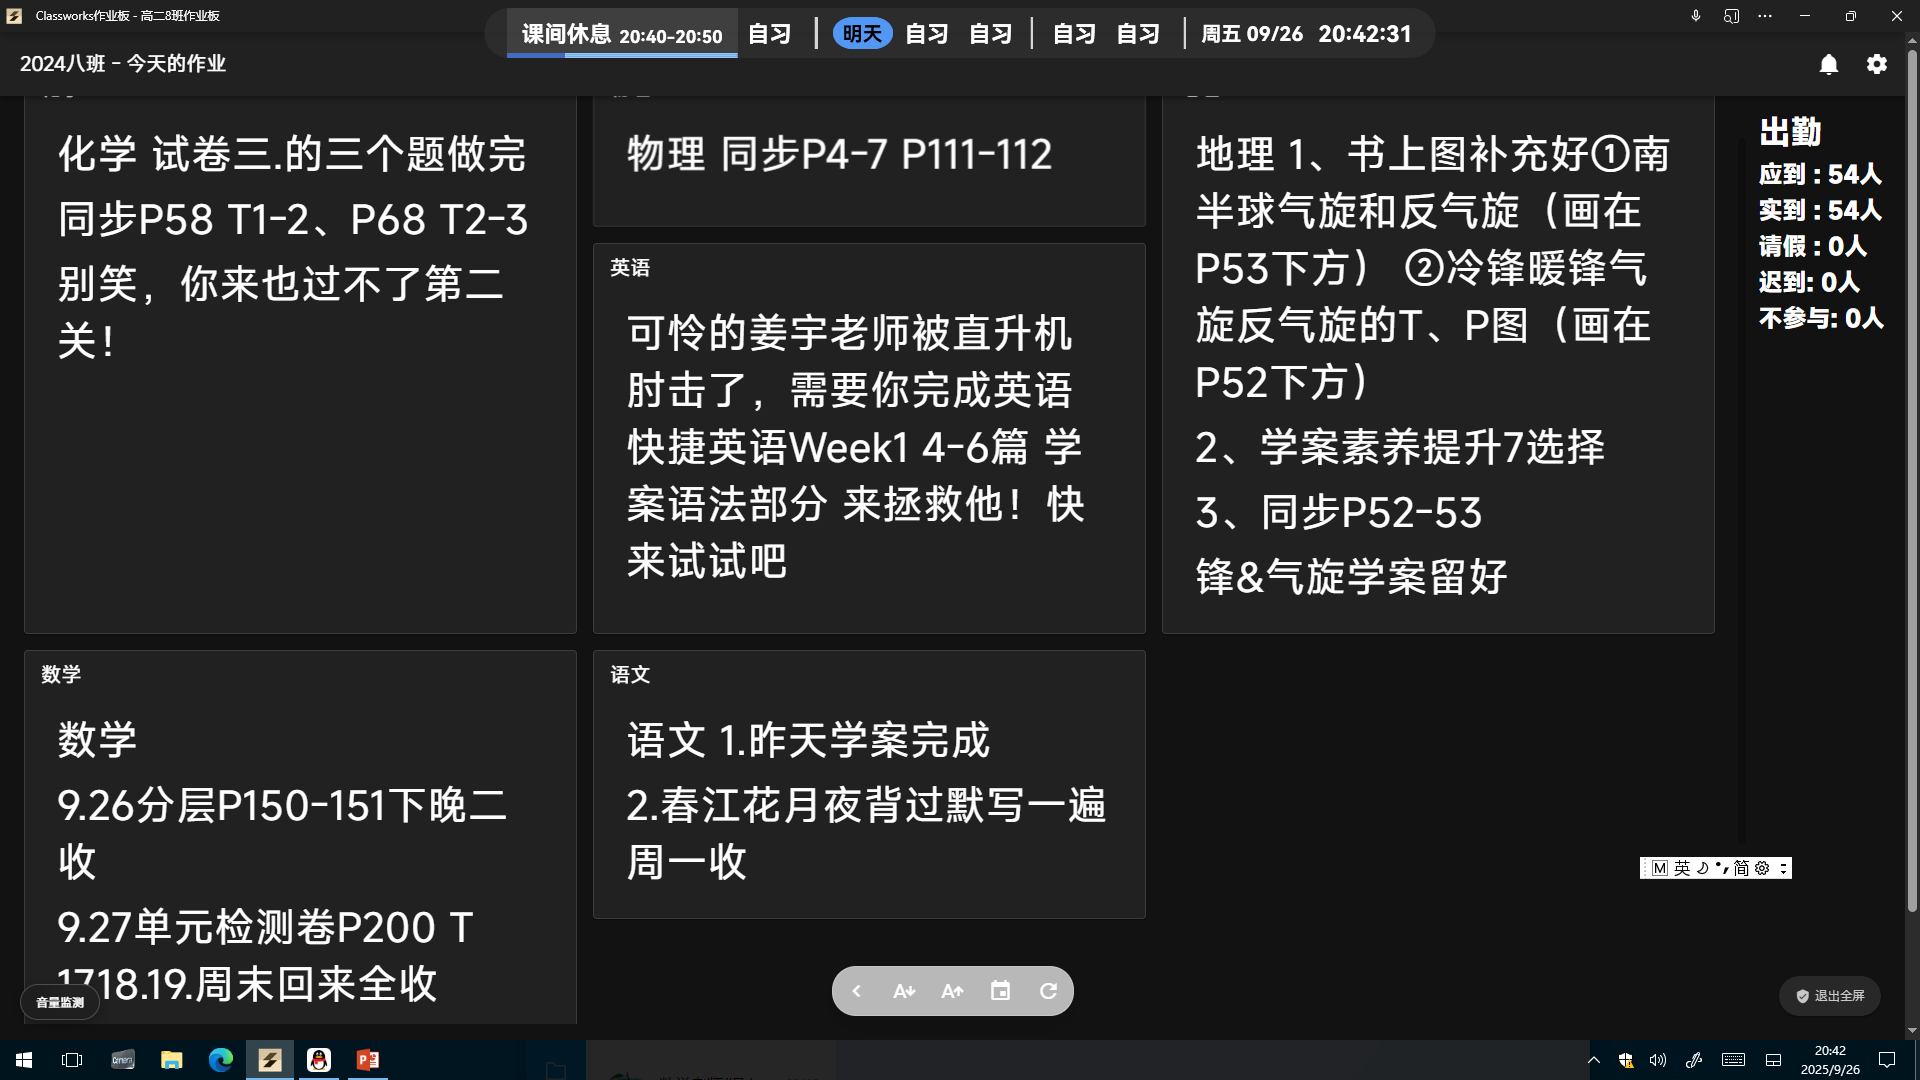 Classworks作业板 - 高二8班作业板
课间休息 20:40-20:50 自习 | 明天 自习 自习 | 自习 自习 | 周五 09/26 20:42:31
2024八班 - 今天的作业
化学 试卷三.的三个题做完
同步P58 T1-2、P68 T2-3
别笑，你来也过不了第二
关！
物理 同步P4-7 P111-112
英语
可怜的姜宇老师被直升机
肘击了，需要你完成英语
快捷英语Week1 4-6篇 学
案语法部分 来拯救他！快
来试试吧
地理 1、书上图补充好①南
半球气旋和反气旋（画在
P53下方） ②冷锋暖锋气
旋反气旋的T、P图（画在
P52下方）
2、学案素养提升7选择
3、同步P52-53
锋&气旋学案留好
出勤
应到 : 54人
实到 : 54人
请假 : 0人
迟到: 0人
不参与: 0人
数学
数学
9.26分层P150-151下晚二
收
9.27单元检测卷P200 T
1718.19.周末回来全收
语文
语文 1.昨天学案完成
2.春江花月夜背过默写一遍
周一收
M 英 简
音量监测
退出全屏
20:42
2025/9/26